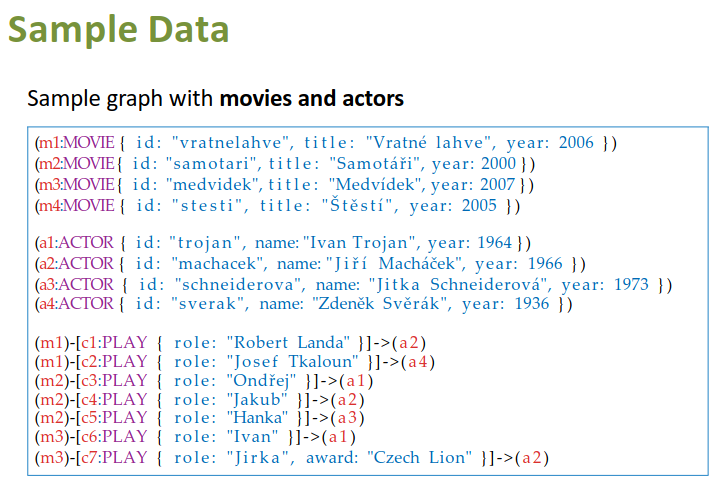 Sample Data
Sample graph with movies and actors
(m1:MOVIE { id: "vratnelahve", title: "Vratné lahve", year: 2006 })
(m2:MOVIE { id: "samotari", title: "Samotáři", year: 2000 })
(m3:MOVIE { id: "medvidek", title: "Medvídek", year: 2007 })
(m4:MOVIE { id: "stesti", title: "Štěstí", year: 2005 })
(a1:ACTOR { id: "trojan", name: "Ivan Trojan", year: 1964 })
(a2:ACTOR { id: "machacek", name: "Jiří Macháček", year: 1966 })
(a3:ACTOR { id: "schneiderova", name: "Jitka Schneiderová", year: 1973 })
(a4:ACTOR { id: "sverak", name: "Zdeněk Svěrák", year: 1936 })
(m1)-[c1:PLAY { role: "Robert Landa" }]->(a2)
(m1)-[c2:PLAY { role: "Josef Tkaloun" }]->(a4)
(m2)-[c3:PLAY { role: "Ondřej" }]->(a1)
(m2)-[c4:PLAY { role: "Jakub" }]->(a2)
(m2)-[c5:PLAY { role: "Hanka" }]->(a3)
(m3)-[c6:PLAY { role: "Ivan" }]->(a1)
(m3)-[c7:PLAY { role: "Jirka", award: "Czech Lion" }]->(a2)